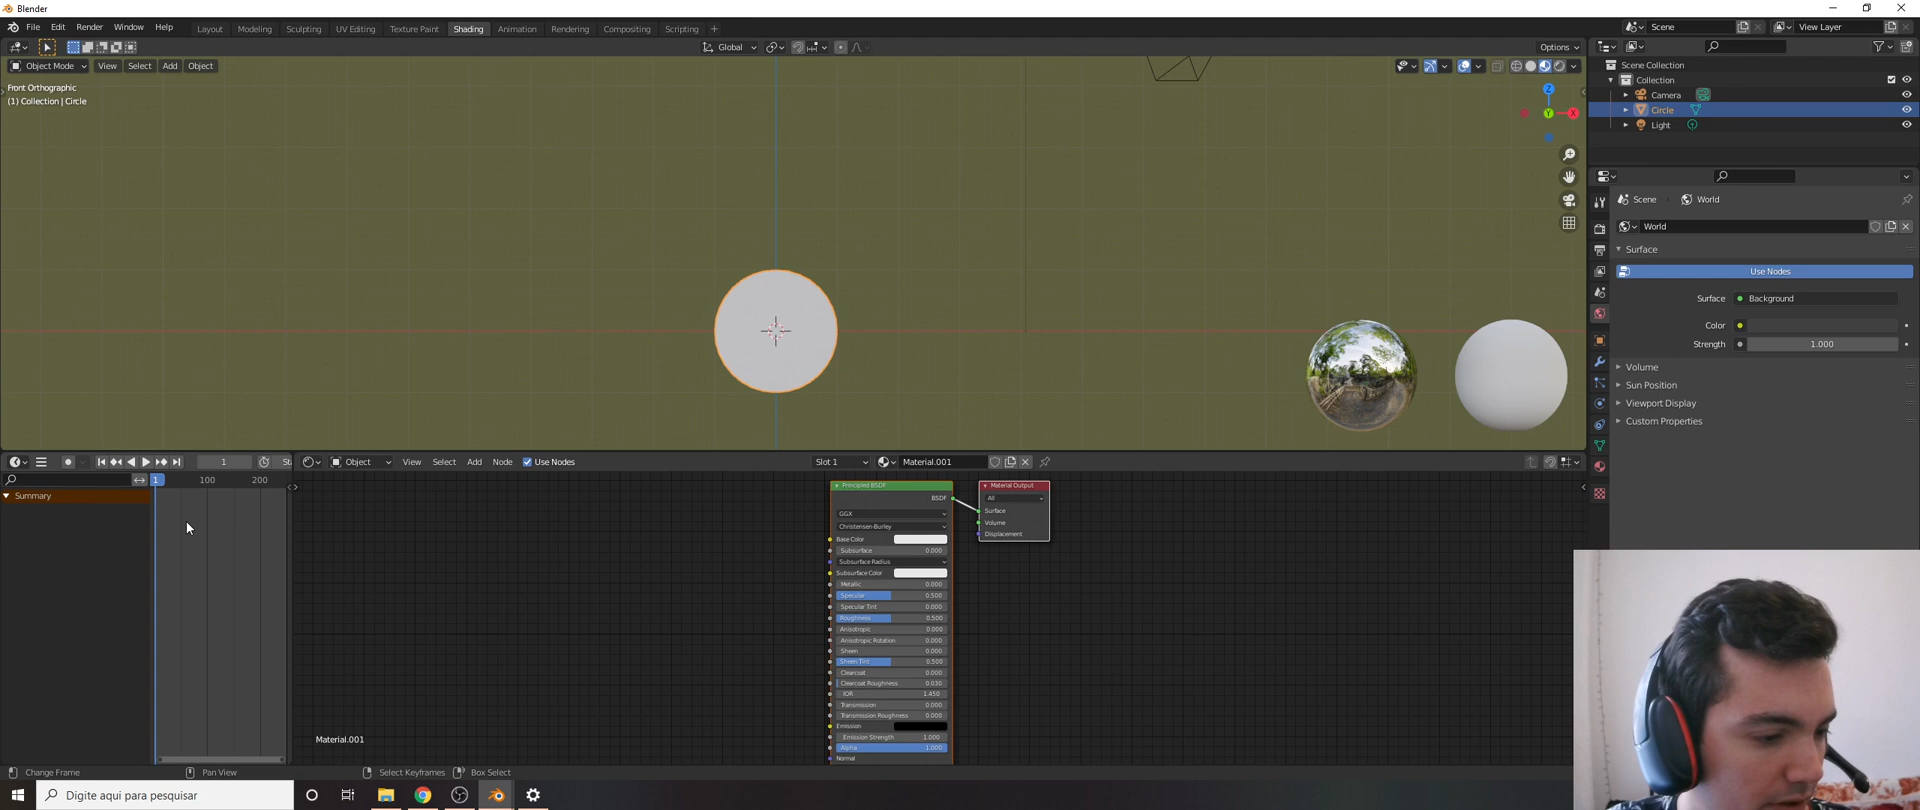 Blender
File Edit Render Window Help Layout Modeling Sculpting UV Editing Texture Paint Shading Animation Rendering Compositing Scripting + Scene View Layer
Global Options
Object Mode View Select Add Object
Front Orthographic
(1) Collection | Circle
Z
Y
X
Scene Collection
Collection
Camera
Circle
Light
Scene World
World
Surface
Use Nodes
Surface Background
Color
Strength 1.000
Volume
Sun Position
Viewport Display
Custom Properties
1 St
1 100 200
Summary
Object View Select Add Node Use Nodes Slot 1 Material.001
Principled BSDF
BSDF
GGX
Christensen-Burley
Base Color
Subsurface 0.000
Subsurface Radius
Subsurface Color
Metallic 0.000
Specular 0.500
Specular Tint 0.000
Roughness 0.500
Anisotropic 0.000
Anisotropic Rotation 0.000
Sheen 0.000
Sheen Tint 0.500
Clearcoat 0.000
Clearcoat Roughness 0.030
IOR 1.450
Transmission 0.000
Transmission Roughness 0.000
Emission
Emission Strength 1.000
Alpha 1.000
Normal
Material Output
All
Surface
Volume
Displacement
Material.001
Change Frame Pan View Select Keyframes Box Select
Digite aqui para pesquisar